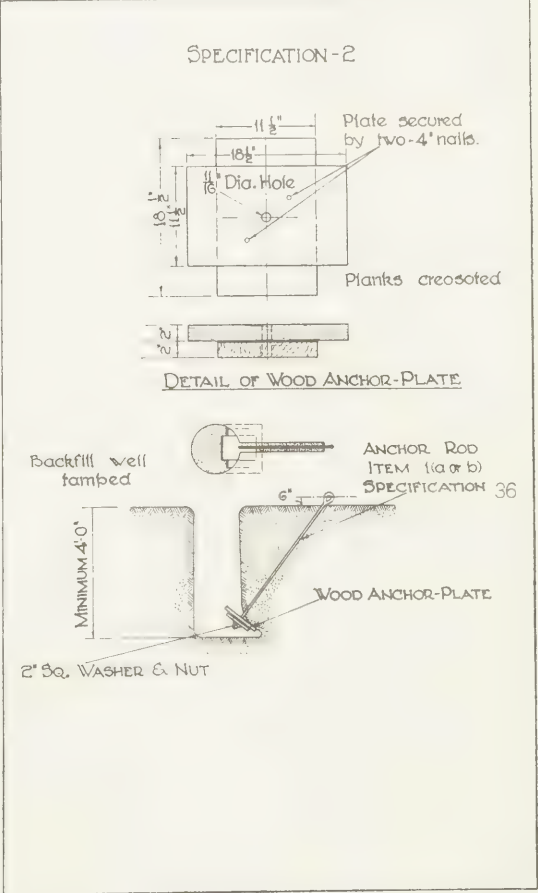 SPECIFICATION-2
11 1/2"
18 1/2"
Plate secured
by two-4" nails.
11/16" Dia. Hole
18 1/2"
11 1/2"
Planks creosoted
2" 2"
DETAIL OF WOOD ANCHOR-PLATE
Backfill well
tamped
ANCHOR ROD
ITEM 1(a or b)
SPECIFICATION 36
6"
MINIMUM 4'-0"
WOOD ANCHOR-PLATE
2" SQ. WASHER & NUT